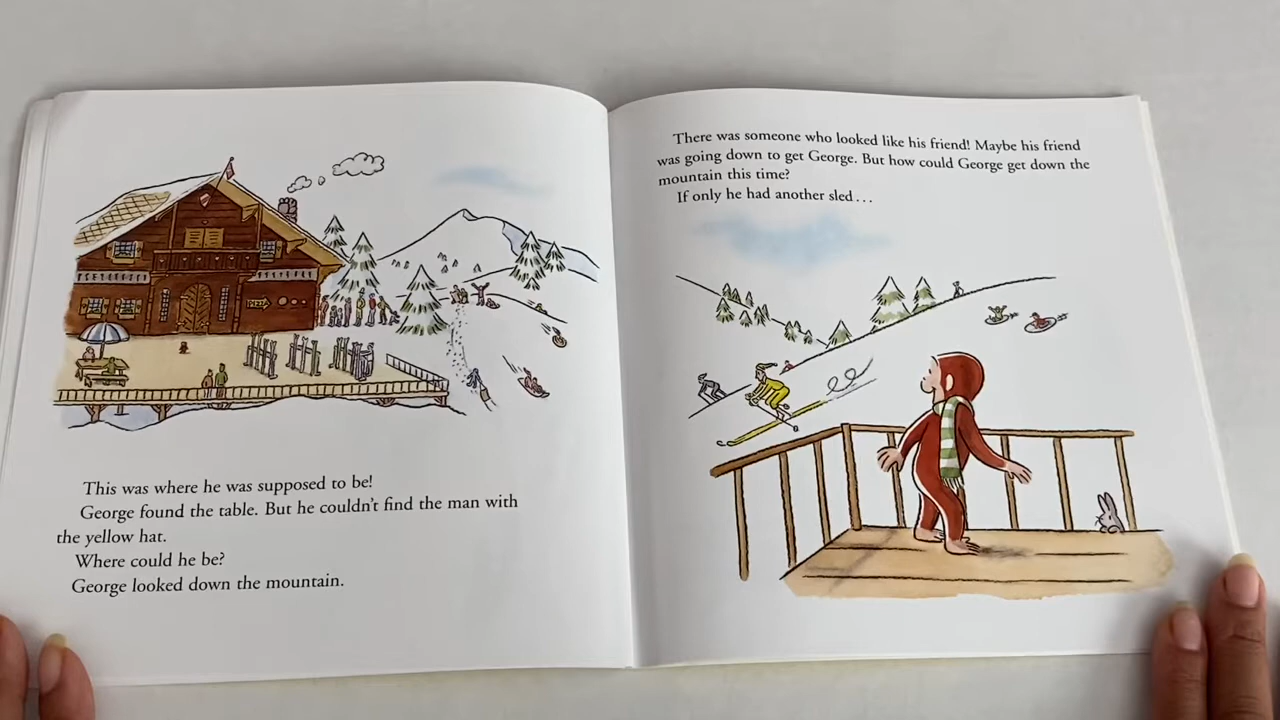 This was where he was supposed to be!
George found the table. But he couldn't find the man with
the yellow hat.
Where could he be?
George looked down the mountain.
There was someone who looked like his friend! Maybe his friend
was going down to get George. But how could George get down the
mountain this time?
If only he had another sled...